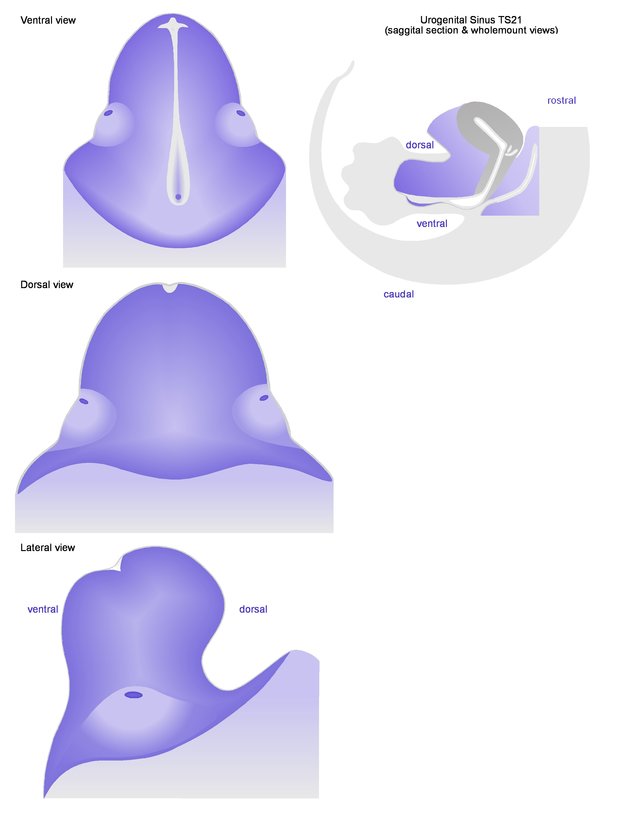 Ventral view
Urogenital Sinus TS21
(saggital section & wholemount views)
rostral
dorsal
ventral
caudal
Dorsal view
Lateral view
ventral
dorsal